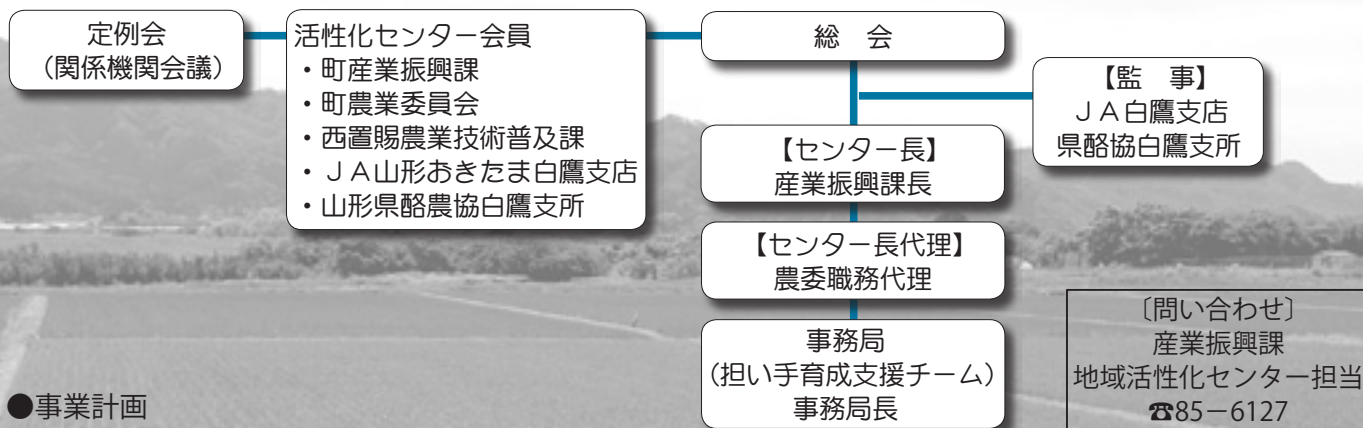 定例会
（関係機関会議）
活性化センター会員
・町産業振興課
・町農業委員会
・西置賜農業技術普及課
・ＪＡ山形おきたま白鷹支店
・山形県酪農協白鷹支所
総　会
【監　事】
ＪＡ白鷹支店
県酪協白鷹支所
【センター長】
産業振興課長
【センター長代理】
農委職務代理
事務局
（担い手育成支援チーム）
事務局長
〔問い合わせ〕
産業振興課
地域活性化センター担当
☎85－6127
●事業計画